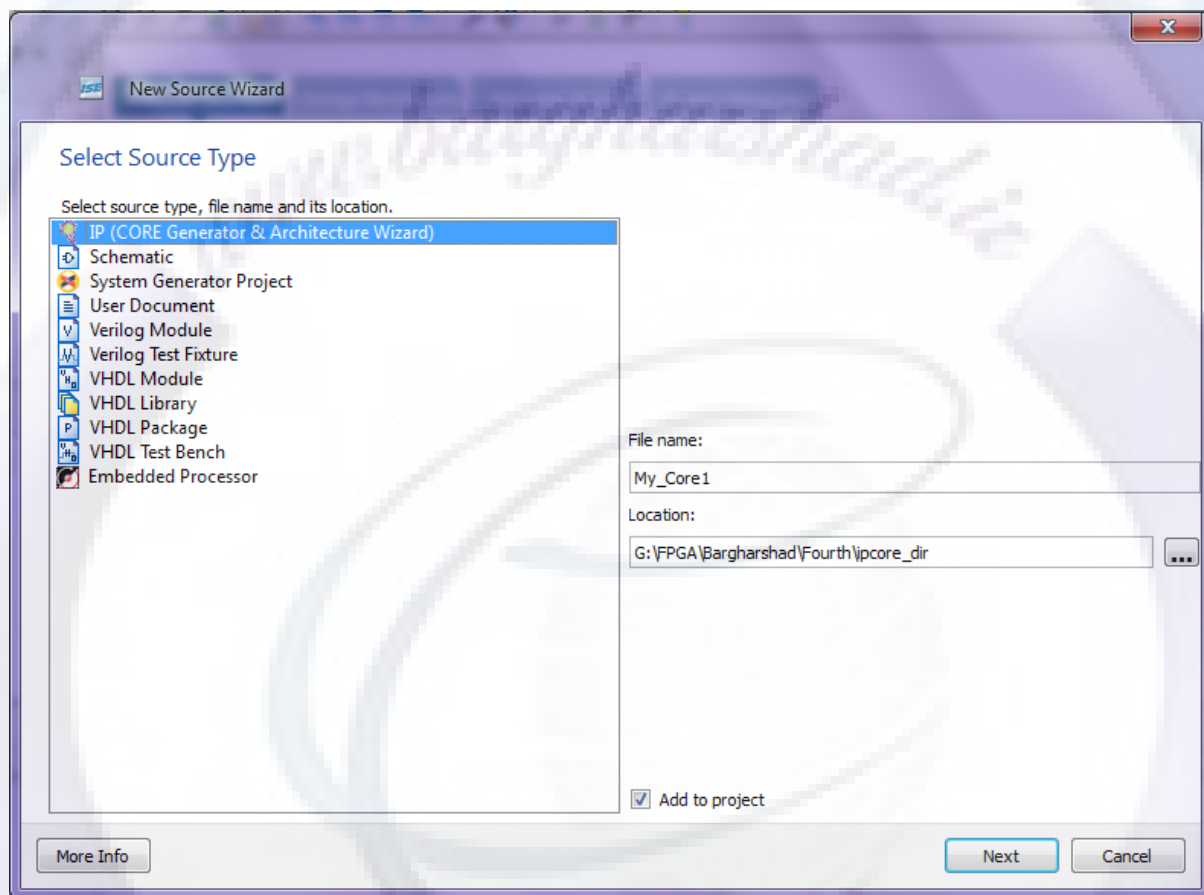 ISE New Source Wizard
Select Source Type
Select source type, file name and its location.
IP (CORE Generator & Architecture Wizard)
Schematic
System Generator Project
User Document
Verilog Module
Verilog Test Fixture
VHDL Module
VHDL Library
VHDL Package
VHDL Test Bench
Embedded Processor
File name:
My_Core1
Location:
G:\FPGA\Bargharshad\Fourth\ipcore_dir
...
Add to project
More Info
Next
Cancel